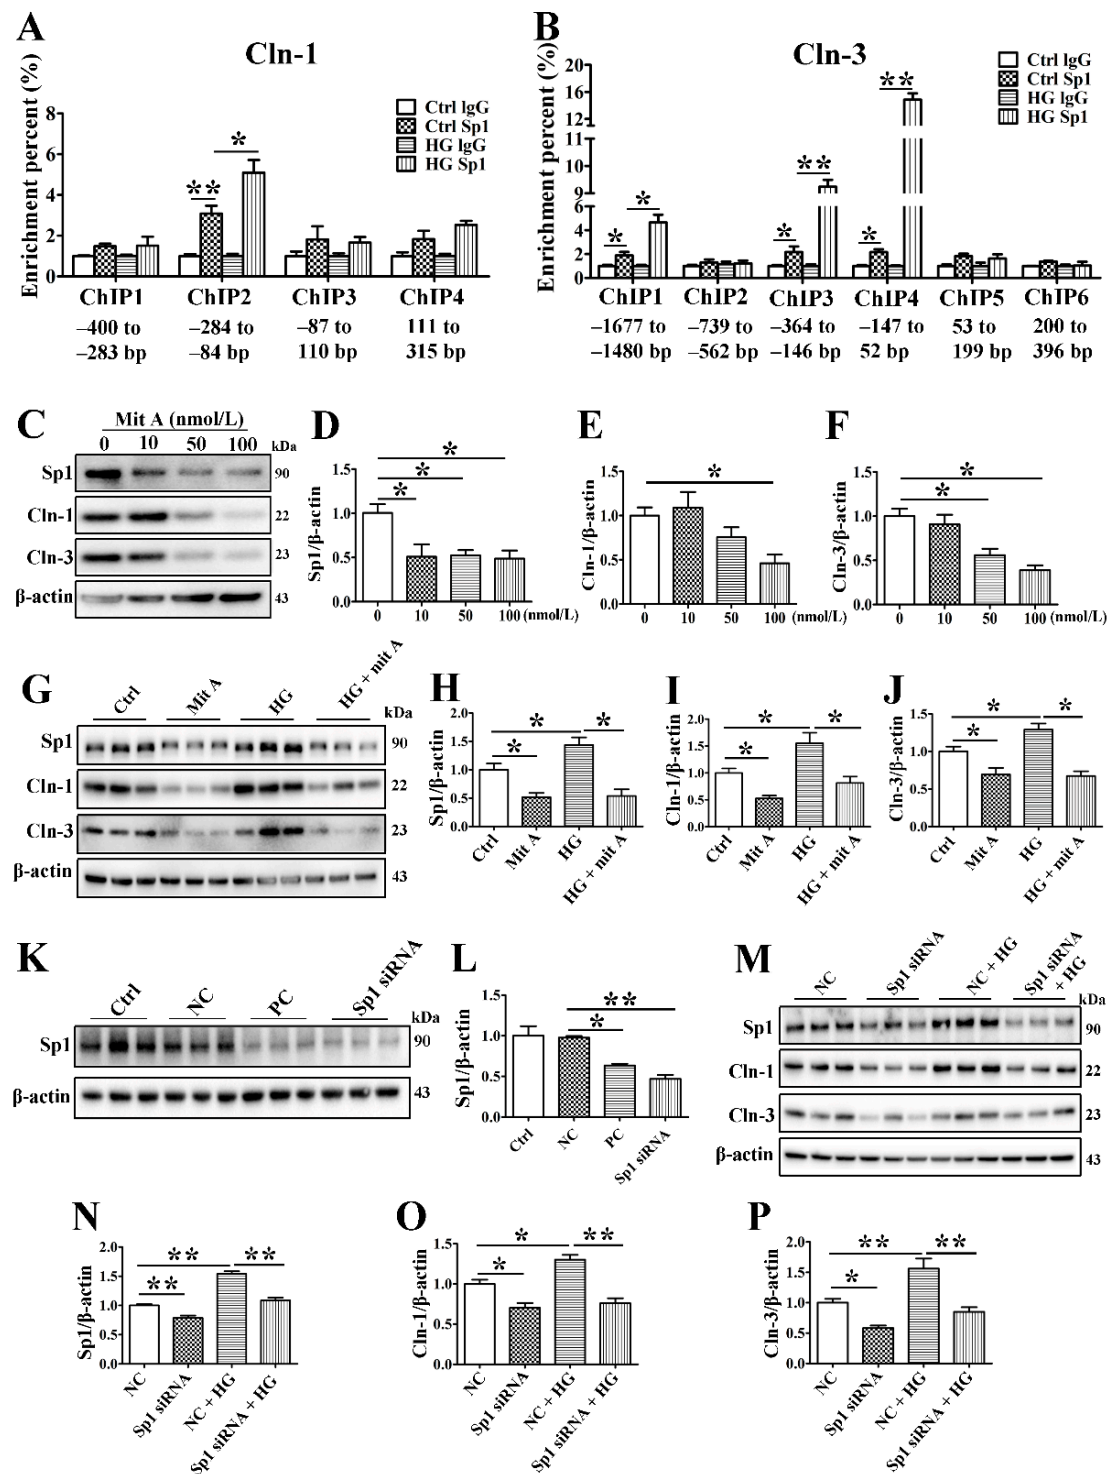 A
Cln-1
Enrichment percent (%)
8
6
4
2
0
Ctrl IgG
Ctrl Sp1
HG IgG
HG Sp1
**
*
ChIP1 ChIP2 ChIP3 ChIP4
–400 to –284 to –87 to 111 to
–283 bp –84 bp 110 bp 315 bp
B
Cln-3
Enrichment percent (%)
20
16
12
11
10
9
6
4
2
0
Ctrl IgG
Ctrl Sp1
HG IgG
HG Sp1
* * * ** * **
ChIP1 ChIP2 ChIP3 ChIP4 ChIP5 ChIP6
–1677 to –739 to –364 to –147 to 53 to 200 to
–1480 bp –562 bp –146 bp 52 bp 199 bp 396 bp
C
Mit A (nmol/L)
0 10 50 100 kDa
Sp1 90
Cln-1 22
Cln-3 23
β-actin 43
D
Sp1/β-actin
1.5
1.0
0.5
0.0
* * *
0 10 50 100 (nmol/L)
E
Cln-1/β-actin
1.5
1.0
0.5
0.0
*
0 10 50 100 (nmol/L)
F
Cln-3/β-actin
1.5
1.0
0.5
0.0
* *
0 10 50 100 (nmol/L)
G
Ctrl Mit A HG HG + mit A
kDa
Sp1 90
Cln-1 22
Cln-3 23
β-actin 43
H
Sp1/β-actin
2.0
1.5
1.0
0.5
0.0
* * *
Ctrl Mit A HG HG + mit A
I
Cln-1/β-actin
2.0
1.5
1.0
0.5
0.0
* * *
Ctrl Mit A HG HG + mit A
J
Cln-3/β-actin
1.5
1.0
0.5
0.0
* * *
Ctrl Mit A HG HG + mit A
K
Ctrl NC PC Sp1 siRNA
kDa
Sp1 90
β-actin 43
L
Sp1/β-actin
1.5
1.0
0.5
0.0
**
*
Ctrl NC PC Sp1 siRNA
M
NC Sp1 siRNA NC + HG Sp1 siRNA + HG
kDa
Sp1 90
Cln-1 22
Cln-3 23
β-actin 43
N
Sp1/β-actin
2.0
1.5
1.0
0.5
0.0
** ** **
NC Sp1 siRNA NC + HG Sp1 siRNA + HG
O
Cln-1/β-actin
1.5
1.0
0.5
0.0
* * **
NC Sp1 siRNA NC + HG Sp1 siRNA + HG
P
Cln-3/β-actin
2.0
1.5
1.0
0.5
0.0
** * **
NC Sp1 siRNA NC + HG Sp1 siRNA + HG